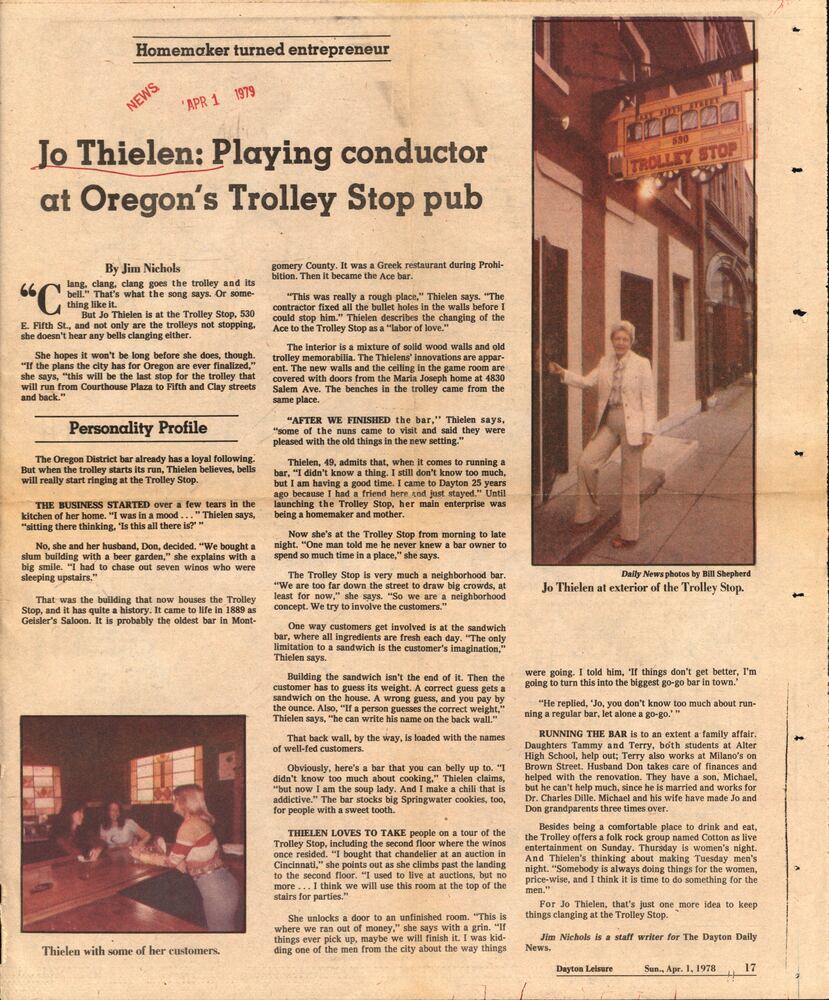 Homemaker turned entrepreneur
NEWS 'APR 1 1979
Jo Thielen: Playing conductor
at Oregon's Trolley Stop pub
By Jim Nichols
“Clang, clang, clang goes the trolley and its
bell.” That's what the song says. Or some-
thing like it.
But Jo Thielen is at the Trolley Stop, 530
E. Fifth St., and not only are the trolleys not stopping,
she doesn't hear any bells clanging either.
She hopes it won't be long before she does, though.
“If the plans the city has for Oregon are ever finalized,”
she says, “this will be the last stop for the trolley that
will run from Courthouse Plaza to Fifth and Clay streets
and back.”
Personality Profile
The Oregon District bar already has a loyal following.
But when the trolley starts its run, Thielen believes, bells
will really start ringing at the Trolley Stop.
THE BUSINESS STARTED over a few tears in the
kitchen of her home. “I was in a mood . . . ” Thielen says,
“sitting there thinking, 'Is this all there is?' ”
No, she and her husband, Don, decided. “We bought a
slum building with a beer garden,” she explains with a
big smile. “I had to chase out seven winos who were
sleeping upstairs.”
That was the building that now houses the Trolley
Stop, and it has quite a history. It came to life in 1889 as
Geisler's Saloon. It is probably the oldest bar in Mont-
gomery County. It was a Greek restaurant during Prohi-
bition. Then it became the Ace bar.
“This was really a rough place,” Thielen says. “The
contractor fixed all the bullet holes in the walls before I
could stop him.” Thielen describes the changing of the
Ace to the Trolley Stop as a “labor of love.”
The interior is a mixture of solid wood walls and old
trolley memorabilia. The Thielens' innovations are appar-
ent. The new walls and the ceiling in the game room are
covered with doors from the Maria Joseph home at 4830
Salem Ave. The benches in the trolley came from the
same place.
“AFTER WE FINISHED the bar,” Thielen says,
“some of the nuns came to visit and said they were
pleased with the old things in the new setting.”
Thielen, 49, admits that, when it comes to running a
bar, “I didn't know a thing. I still don't know too much,
but I am having a good time. I came to Dayton 25 years
ago because I had a friend here and just stayed.” Until
launching the Trolley Stop, her main enterprise was
being a homemaker and mother.
Now she's at the Trolley Stop from morning to late
night. “One man told me he never knew a bar owner to
spend so much time in a place,” she says.
The Trolley Stop is very much a neighborhood bar.
“We are too far down the street to draw big crowds, at
least for now,” she says. “So we are a neighborhood
concept. We try to involve the customers.”
One way customers get involved is at the sandwich
bar, where all ingredients are fresh each day. “The only
limitation to a sandwich is the customer's imagination,”
Thielen says.
Building the sandwich isn't the end of it. Then the
customer has to guess its weight. A correct guess gets a
sandwich on the house. A wrong guess, and you pay by
the ounce. Also, “If a person guesses the correct weight,”
Thielen says, “he can write his name on the back wall.”
That back wall, by the way, is loaded with the names
of well-fed customers.
Obviously, here's a bar that you can belly up to. “I
didn't know too much about cooking,” Thielen claims,
“but now I am the soup lady. And I make a chili that is
addictive.” The bar stocks big Springwater cookies, too,
for people with a sweet tooth.
THIELEN LOVES TO TAKE people on a tour of the
Trolley Stop, including the second floor where the winos
once resided. “I bought that chandelier at an auction in
Cincinnati,” she points out as she climbs past the landing
to the second floor. “I used to live at auctions, but no
more . . . I think we will use this room at the top of the
stairs for parties.”
She unlocks a door to an unfinished room. “This is
where we ran out of money,” she says with a grin. “If
things ever pick up, maybe we will finish it. I was kid-
ding one of the men from the city about the way things
EAST FIFTH STREET
530
TROLLEY STOP
Daily News photos by Bill Shepherd
Jo Thielen at exterior of the Trolley Stop.
were going. I told him, 'If things don't get better, I'm
going to turn this into the biggest go-go bar in town.'
“He replied, 'Jo, you don't know too much about run-
ning a regular bar, let alone a go-go.' ”
RUNNING THE BAR is to an extent a family affair.
Daughters Tammy and Terry, both students at Alter
High School, help out; Terry also works at Milano's on
Brown Street. Husband Don takes care of finances and
helped with the renovation. They have a son, Michael,
but he can't help much, since he is married and works for
Dr. Charles Dille. Michael and his wife have made Jo and
Don grandparents three times over.
Besides being a comfortable place to drink and eat,
the Trolley offers a folk rock group named Cotton as live
entertainment on Sunday. Thursday is women's night.
And Thielen's thinking about making Tuesday men's
night. “Somebody is always doing things for the women,
price-wise, and I think it is time to do something for the
men.”
For Jo Thielen, that's just one more idea to keep
things clanging at the Trolley Stop.
Jim Nichols is a staff writer for The Dayton Daily
News.
Thielen with some of her customers.
Dayton Leisure Sun., Apr. 1, 1978 17